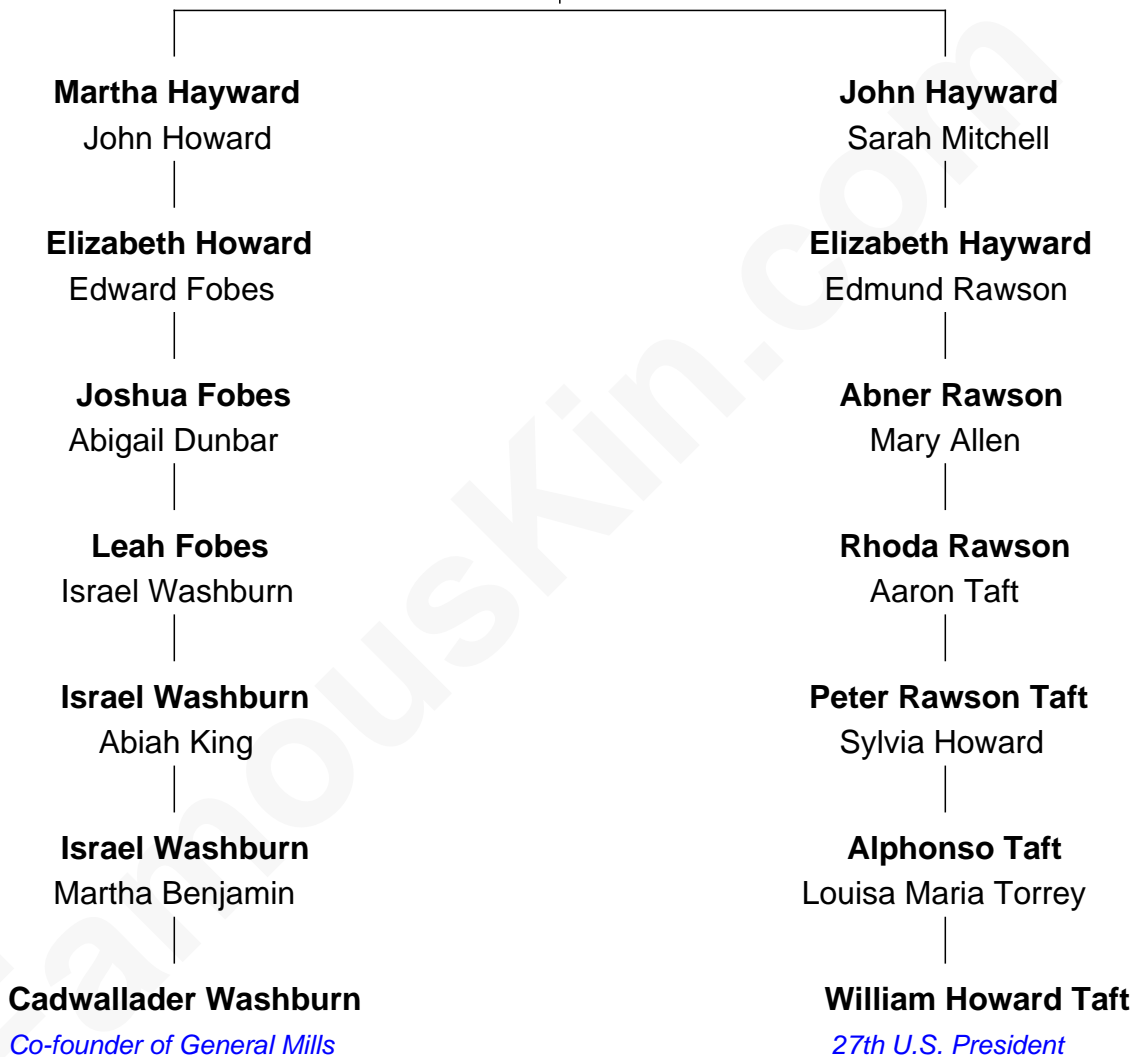 Martha Hayward
John Howard
John Hayward
Sarah Mitchell
Elizabeth Howard
Edward Fobes
Elizabeth Hayward
Edmund Rawson
Joshua Fobes
Abigail Dunbar
Abner Rawson
Mary Allen
Leah Fobes
Israel Washburn
Rhoda Rawson
Aaron Taft
Israel Washburn
Abiah King
Peter Rawson Taft
Sylvia Howard
Israel Washburn
Martha Benjamin
Alphonso Taft
Louisa Maria Torrey
Cadwallader Washburn
Co-founder of General Mills
William Howard Taft
27th U.S. President
FamousKin.com